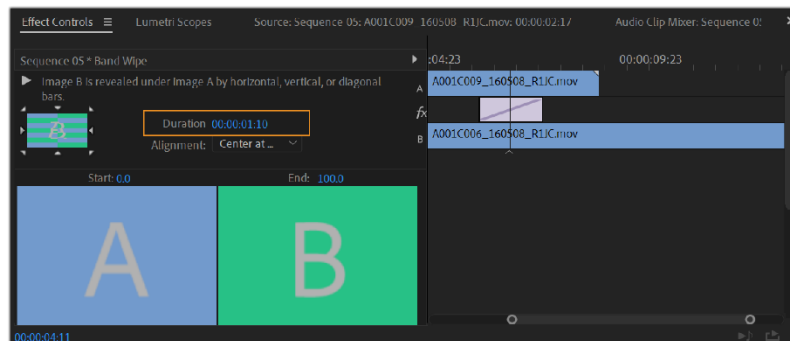 Effect Controls Lumetri Scopes Source: Sequence 05: A001C009_160508_R1JC.mov: 00:00:02:17 Audio Clip Mixer: Sequence 0
Sequence 05 * Band Wipe
:04:23 00:00:09:23
Image B is revealed under Image A by horizontal, vertical, or diagonal
bars.
A A001C009_160508_R1JC.mov
Duration 00:00:01:10
fx
Alignment: Center at ...
B A001C006_160508_R1JC.mov
Start: 0.0 End: 100.0
A B
00:00:04:11